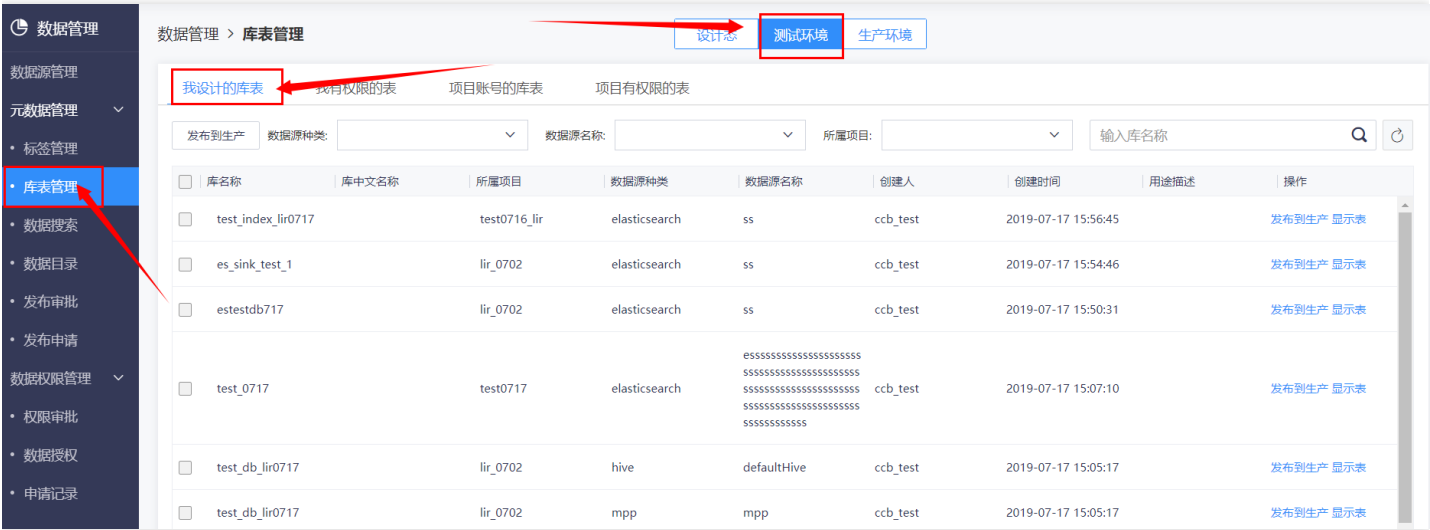 数据管理
数据源管理
元数据管理
标签管理
库表管理
数据搜索
数据目录
发布审批
发布申请
数据权限管理
权限审批
数据授权
申请记录
数据管理 > 库表管理
设计态 测试环境 生产环境
我设计的库表 我有权限的表 项目账号的库表 项目有权限的表
发布到生产 数据源种类: 数据源名称: 所属项目: 输入库名称
库名称 库中文名称 所属项目 数据源种类 数据源名称 创建人 创建时间 用途描述 操作
test_index_lir0717 test0716_lir elasticsearch ss ccb_test 2019-07-17 15:56:45 发布到生产 显示表
es_sink_test_1 lir_0702 elasticsearch ss ccb_test 2019-07-17 15:54:46 发布到生产 显示表
estestdb717 lir_0702 elasticsearch ss ccb_test 2019-07-17 15:50:31 发布到生产 显示表
esssssssssssssssssssss
ssssssssssssssssssssss
test_0717 test0717 elasticsearch ssssssssssssssssssssss ccb_test 2019-07-17 15:07:10 发布到生产 显示表
ssssssssssssssssssssss
ssssssssssss
test_db_lir0717 lir_0702 hive defaultHive ccb_test 2019-07-17 15:05:17 发布到生产 显示表
test_db_lir0717 lir_0702 mpp mpp ccb_test 2019-07-17 15:05:17 发布到生产 显示表